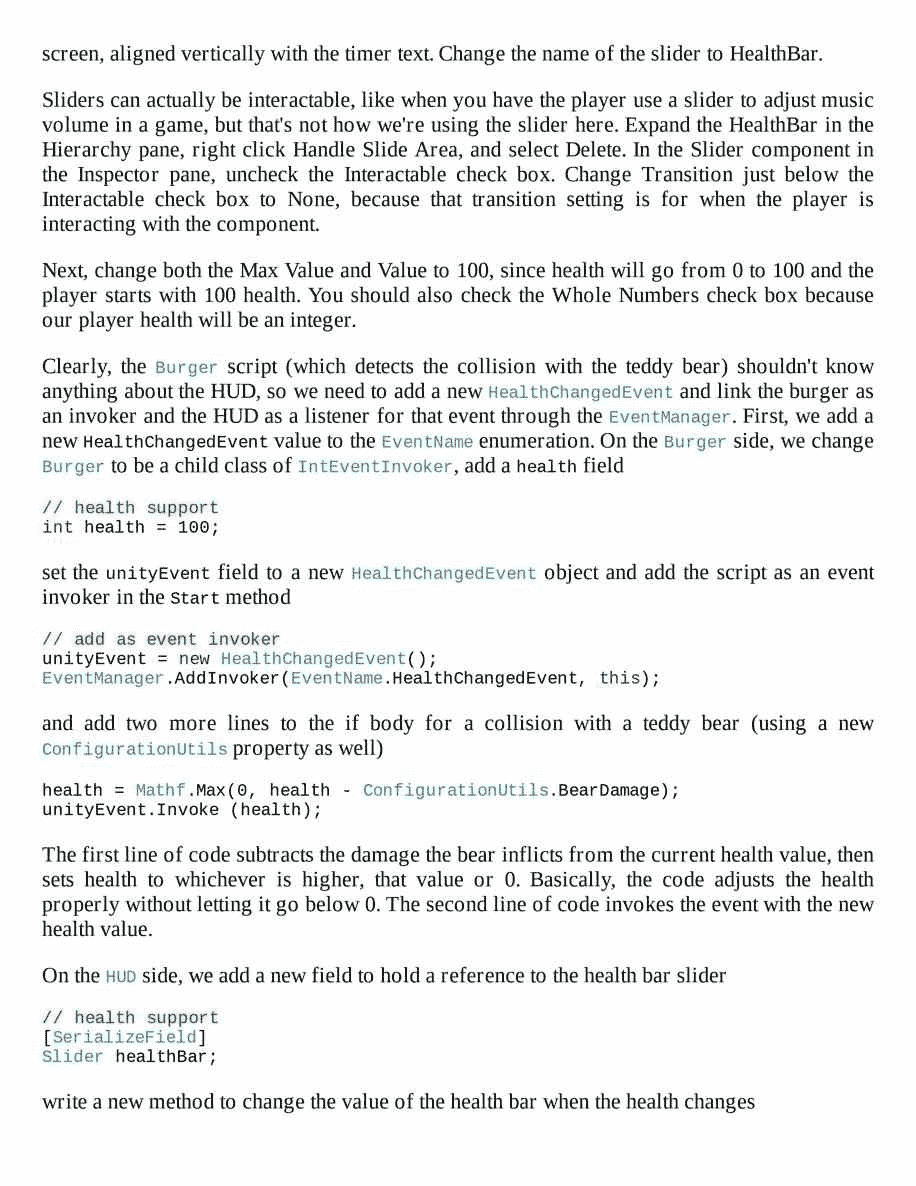 screen, aligned vertically with the timer text. Change the name of the slider to HealthBar.
Sliders can actually be interactable, like when you have the player use a slider to adjust music
volume in a game, but that's not how we're using the slider here. Expand the HealthBar in the
Hierarchy pane, right click Handle Slide Area, and select Delete. In the Slider component in
the Inspector pane, uncheck the Interactable check box. Change Transition just below the
Interactable check box to None, because that transition setting is for when the player is
interacting with the component.
Next, change both the Max Value and Value to 100, since health will go from 0 to 100 and the
player starts with 100 health. You should also check the Whole Numbers check box because
our player health will be an integer.
Clearly, the Burger script (which detects the collision with the teddy bear) shouldn't know
anything about the HUD, so we need to add a new HealthChangedEvent and link the burger as
an invoker and the HUD as a listener for that event through the EventManager. First, we add a
new HealthChangedEvent value to the EventName enumeration. On the Burger side, we change
Burger to be a child class of IntEventInvoker, add a health field
// health support
int health = 100;
set the unityEvent field to a new HealthChangedEvent object and add the script as an event
invoker in the Start method
// add as event invoker
unityEvent = new HealthChangedEvent();
EventManager.AddInvoker(EventName.HealthChangedEvent, this);
and add two more lines to the if body for a collision with a teddy bear (using a new
ConfigurationUtils property as well)
health = Mathf.Max(0, health - ConfigurationUtils.BearDamage);
unityEvent.Invoke (health);
The first line of code subtracts the damage the bear inflicts from the current health value, then
sets health to whichever is higher, that value or 0. Basically, the code adjusts the health
properly without letting it go below 0. The second line of code invokes the event with the new
health value.
On the HUD side, we add a new field to hold a reference to the health bar slider
// health support
[SerializeField]
Slider healthBar;
write a new method to change the value of the health bar when the health changes